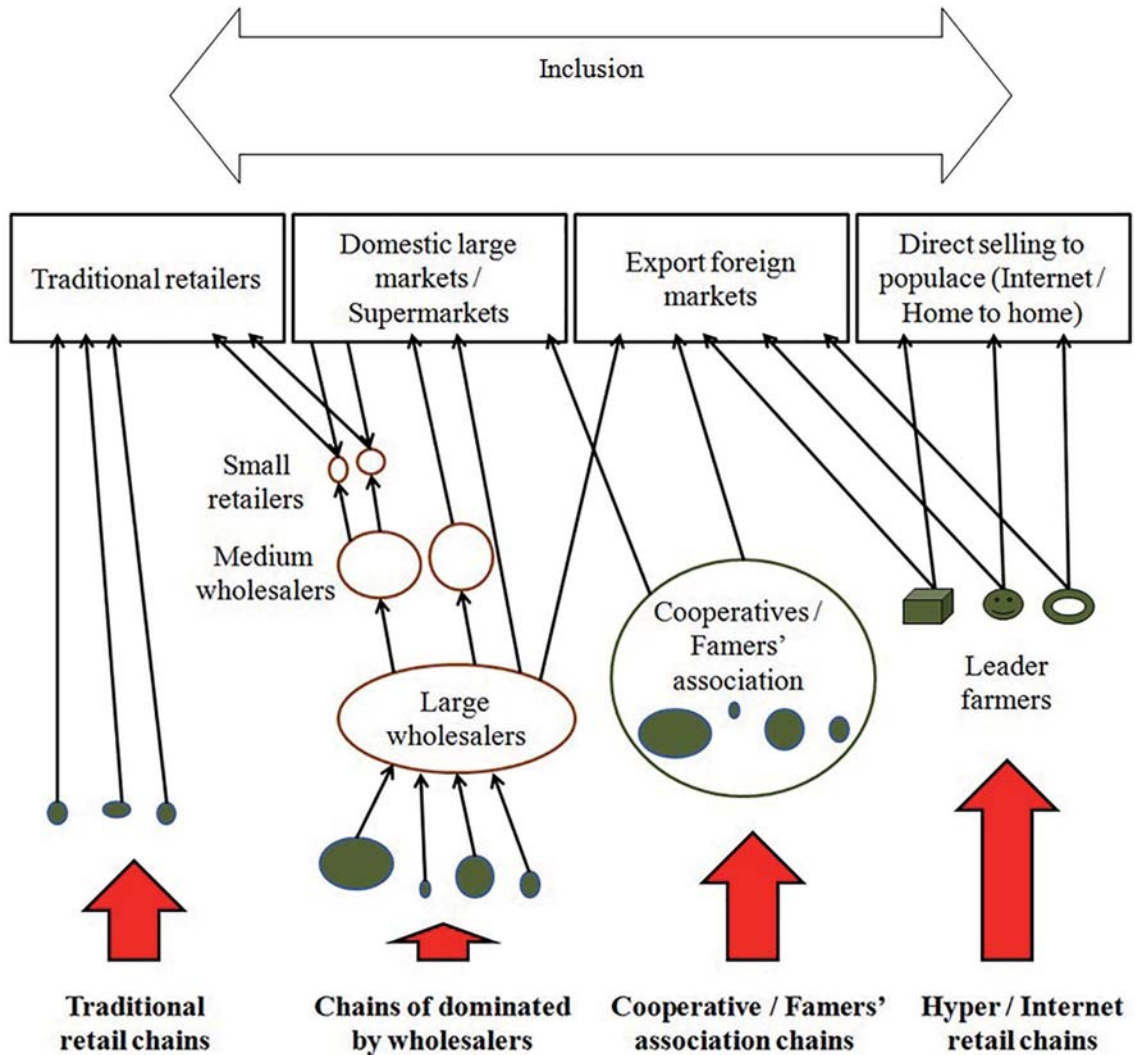 Inclusion
Traditional retailers
Domestic large
markets /
Supermarkets
Export foreign
markets
Direct selling to
populace (Internet /
Home to home)
Small
retailers
Medium
wholesalers
Large
wholesalers
Cooperatives /
Famers'
association
Leader
farmers
Traditional
retail chains
Chains of dominated
by wholesalers
Cooperative / Famers'
association chains
Hyper / Internet
retail chains